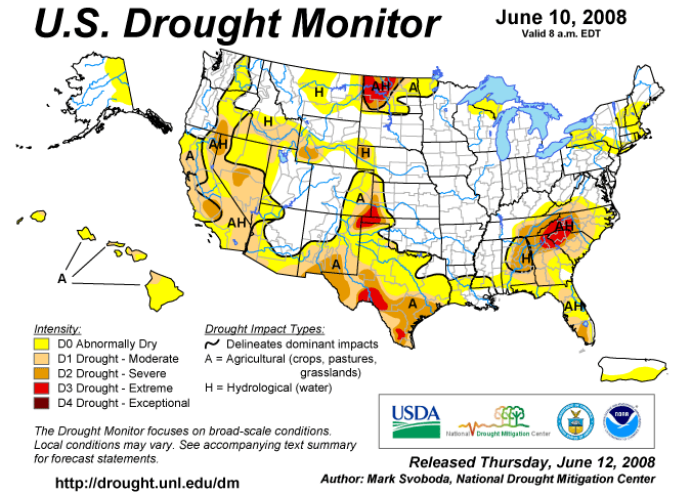 U.S. Drought Monitor
June 10, 2008
Valid 8 a.m. EDT
AH
A
H
H
A
AH
H
A
AH
AH
H
A
A
AH
A
Intensity:
D0 Abnormally Dry
D1 Drought - Moderate
D2 Drought - Severe
D3 Drought - Extreme
D4 Drought - Exceptional
Drought Impact Types:
Delineates dominant impacts
A = Agricultural (crops, pastures,
grasslands)
H = Hydrological (water)
The Drought Monitor focuses on broad-scale conditions.
Local conditions may vary. See accompanying text summary
for forecast statements.
http://drought.unl.edu/dm
USDA
National Drought Mitigation Center
Released Thursday, June 12, 2008
Author: Mark Svoboda, National Drought Mitigation Center